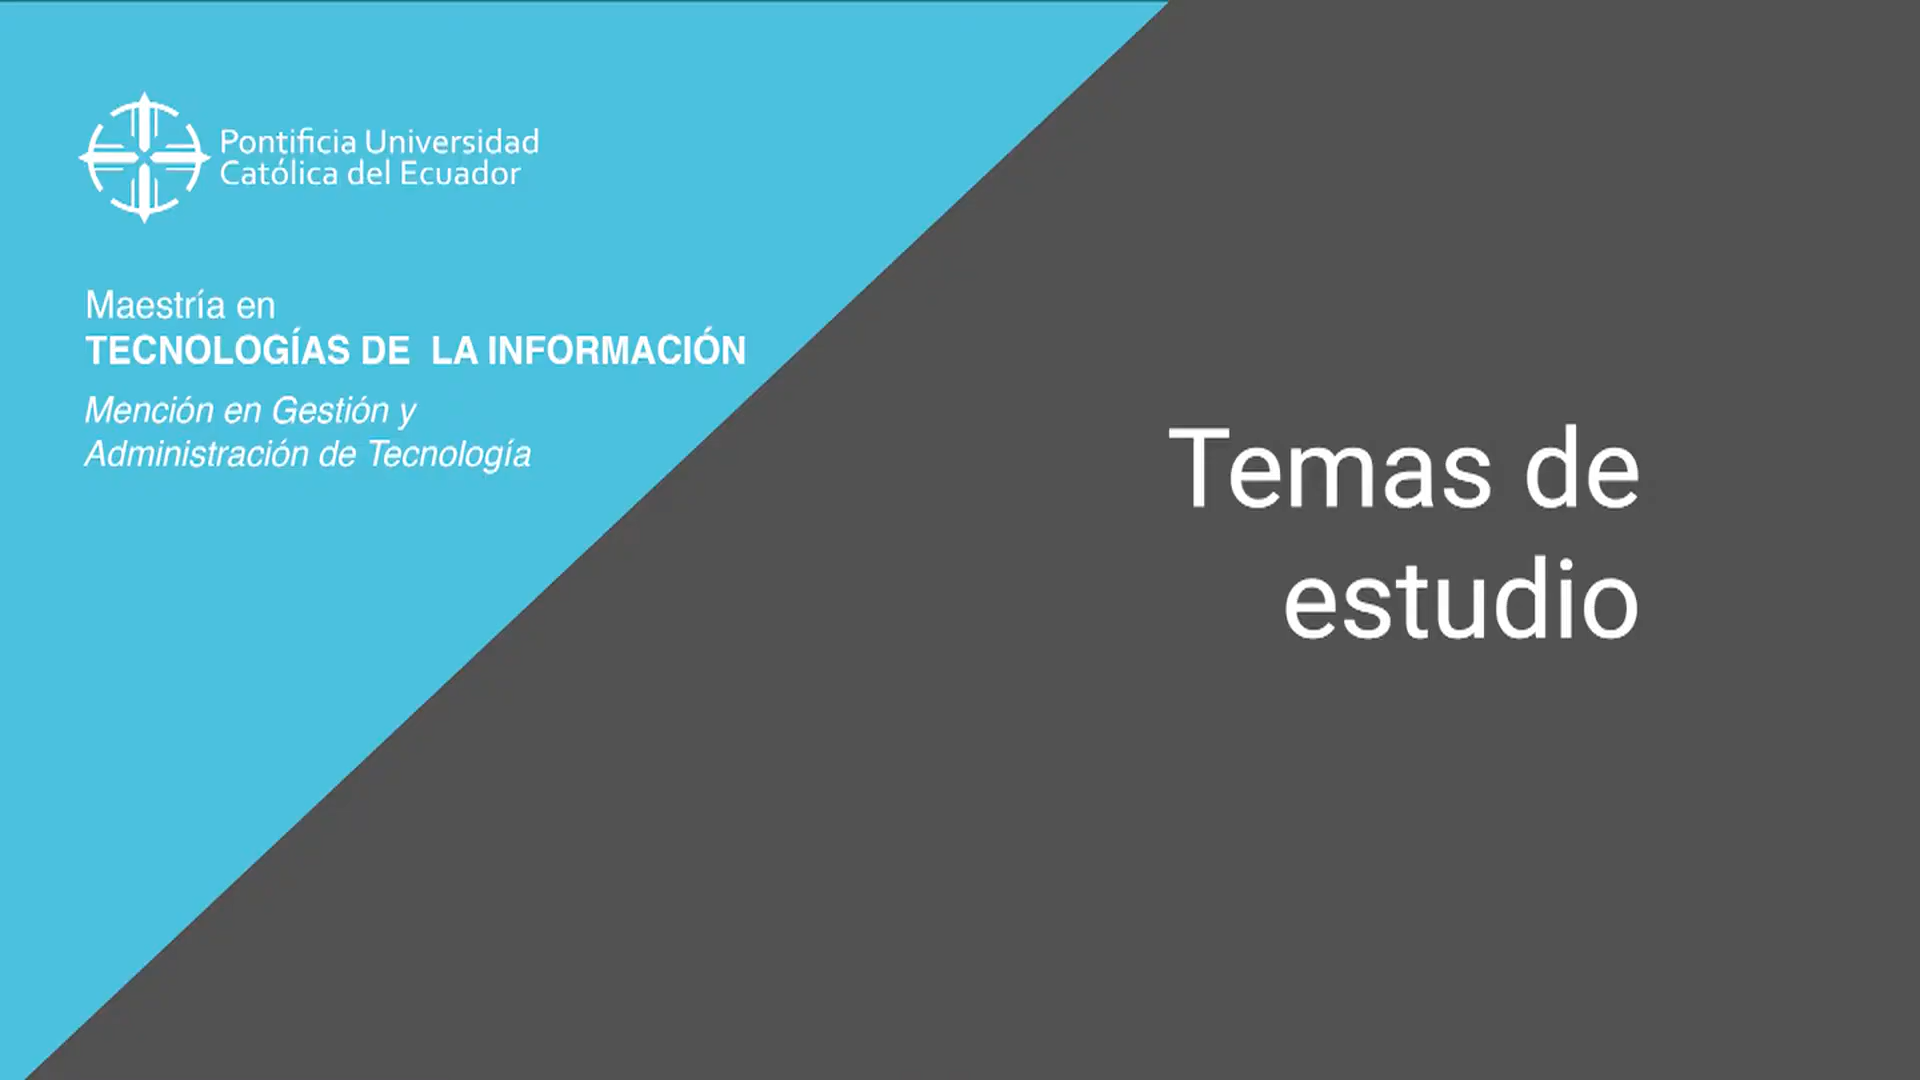 Pontificia Universidad
Católica del Ecuador
Maestría en
TECNOLOGÍAS DE LA INFORMACIÓN
Mención en Gestión y
Administración de Tecnología
Temas de
estudio